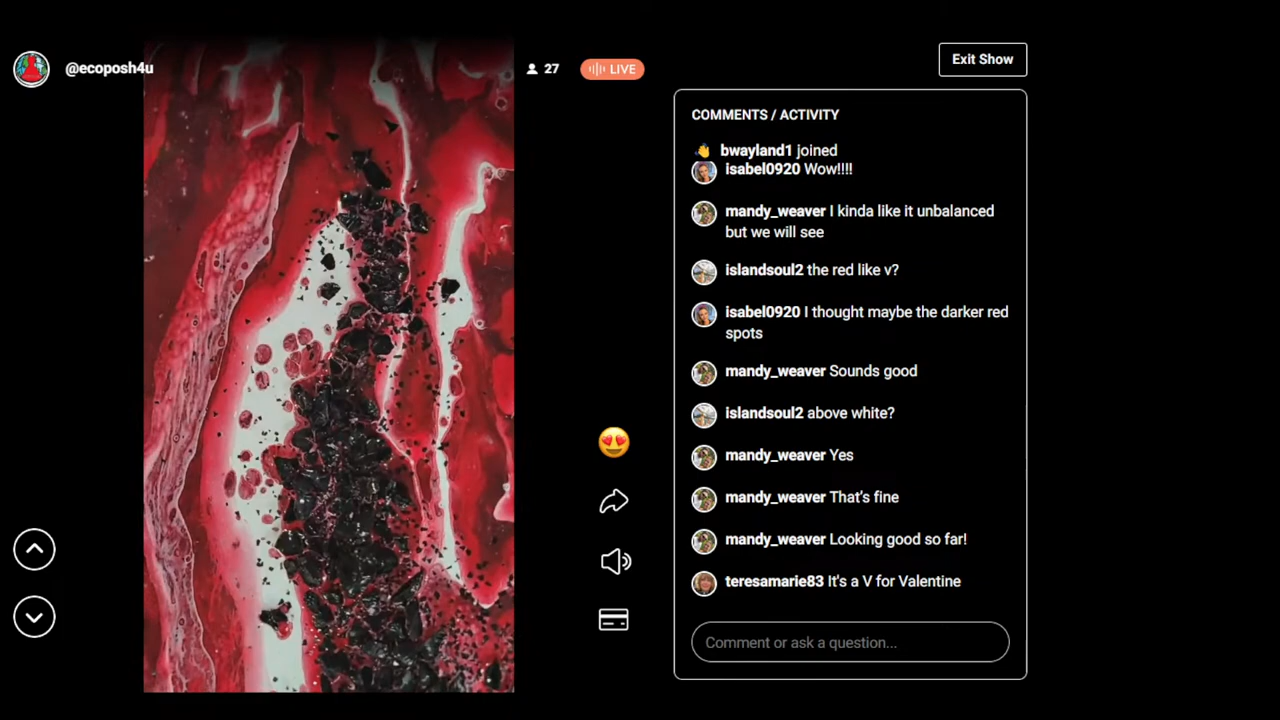 @ecoposh4u
27
LIVE
Exit Show
COMMENTS / ACTIVITY
bwayland1 joined
isabel0920 Wow!!!!
mandy_weaver I kinda like it unbalanced
but we will see
islandsoul2 the red like v?
isabel0920 I thought maybe the darker red
spots
mandy_weaver Sounds good
islandsoul2 above white?
mandy_weaver Yes
mandy_weaver That's fine
mandy_weaver Looking good so far!
teresamarie83 It's a V for Valentine
Comment or ask a question...